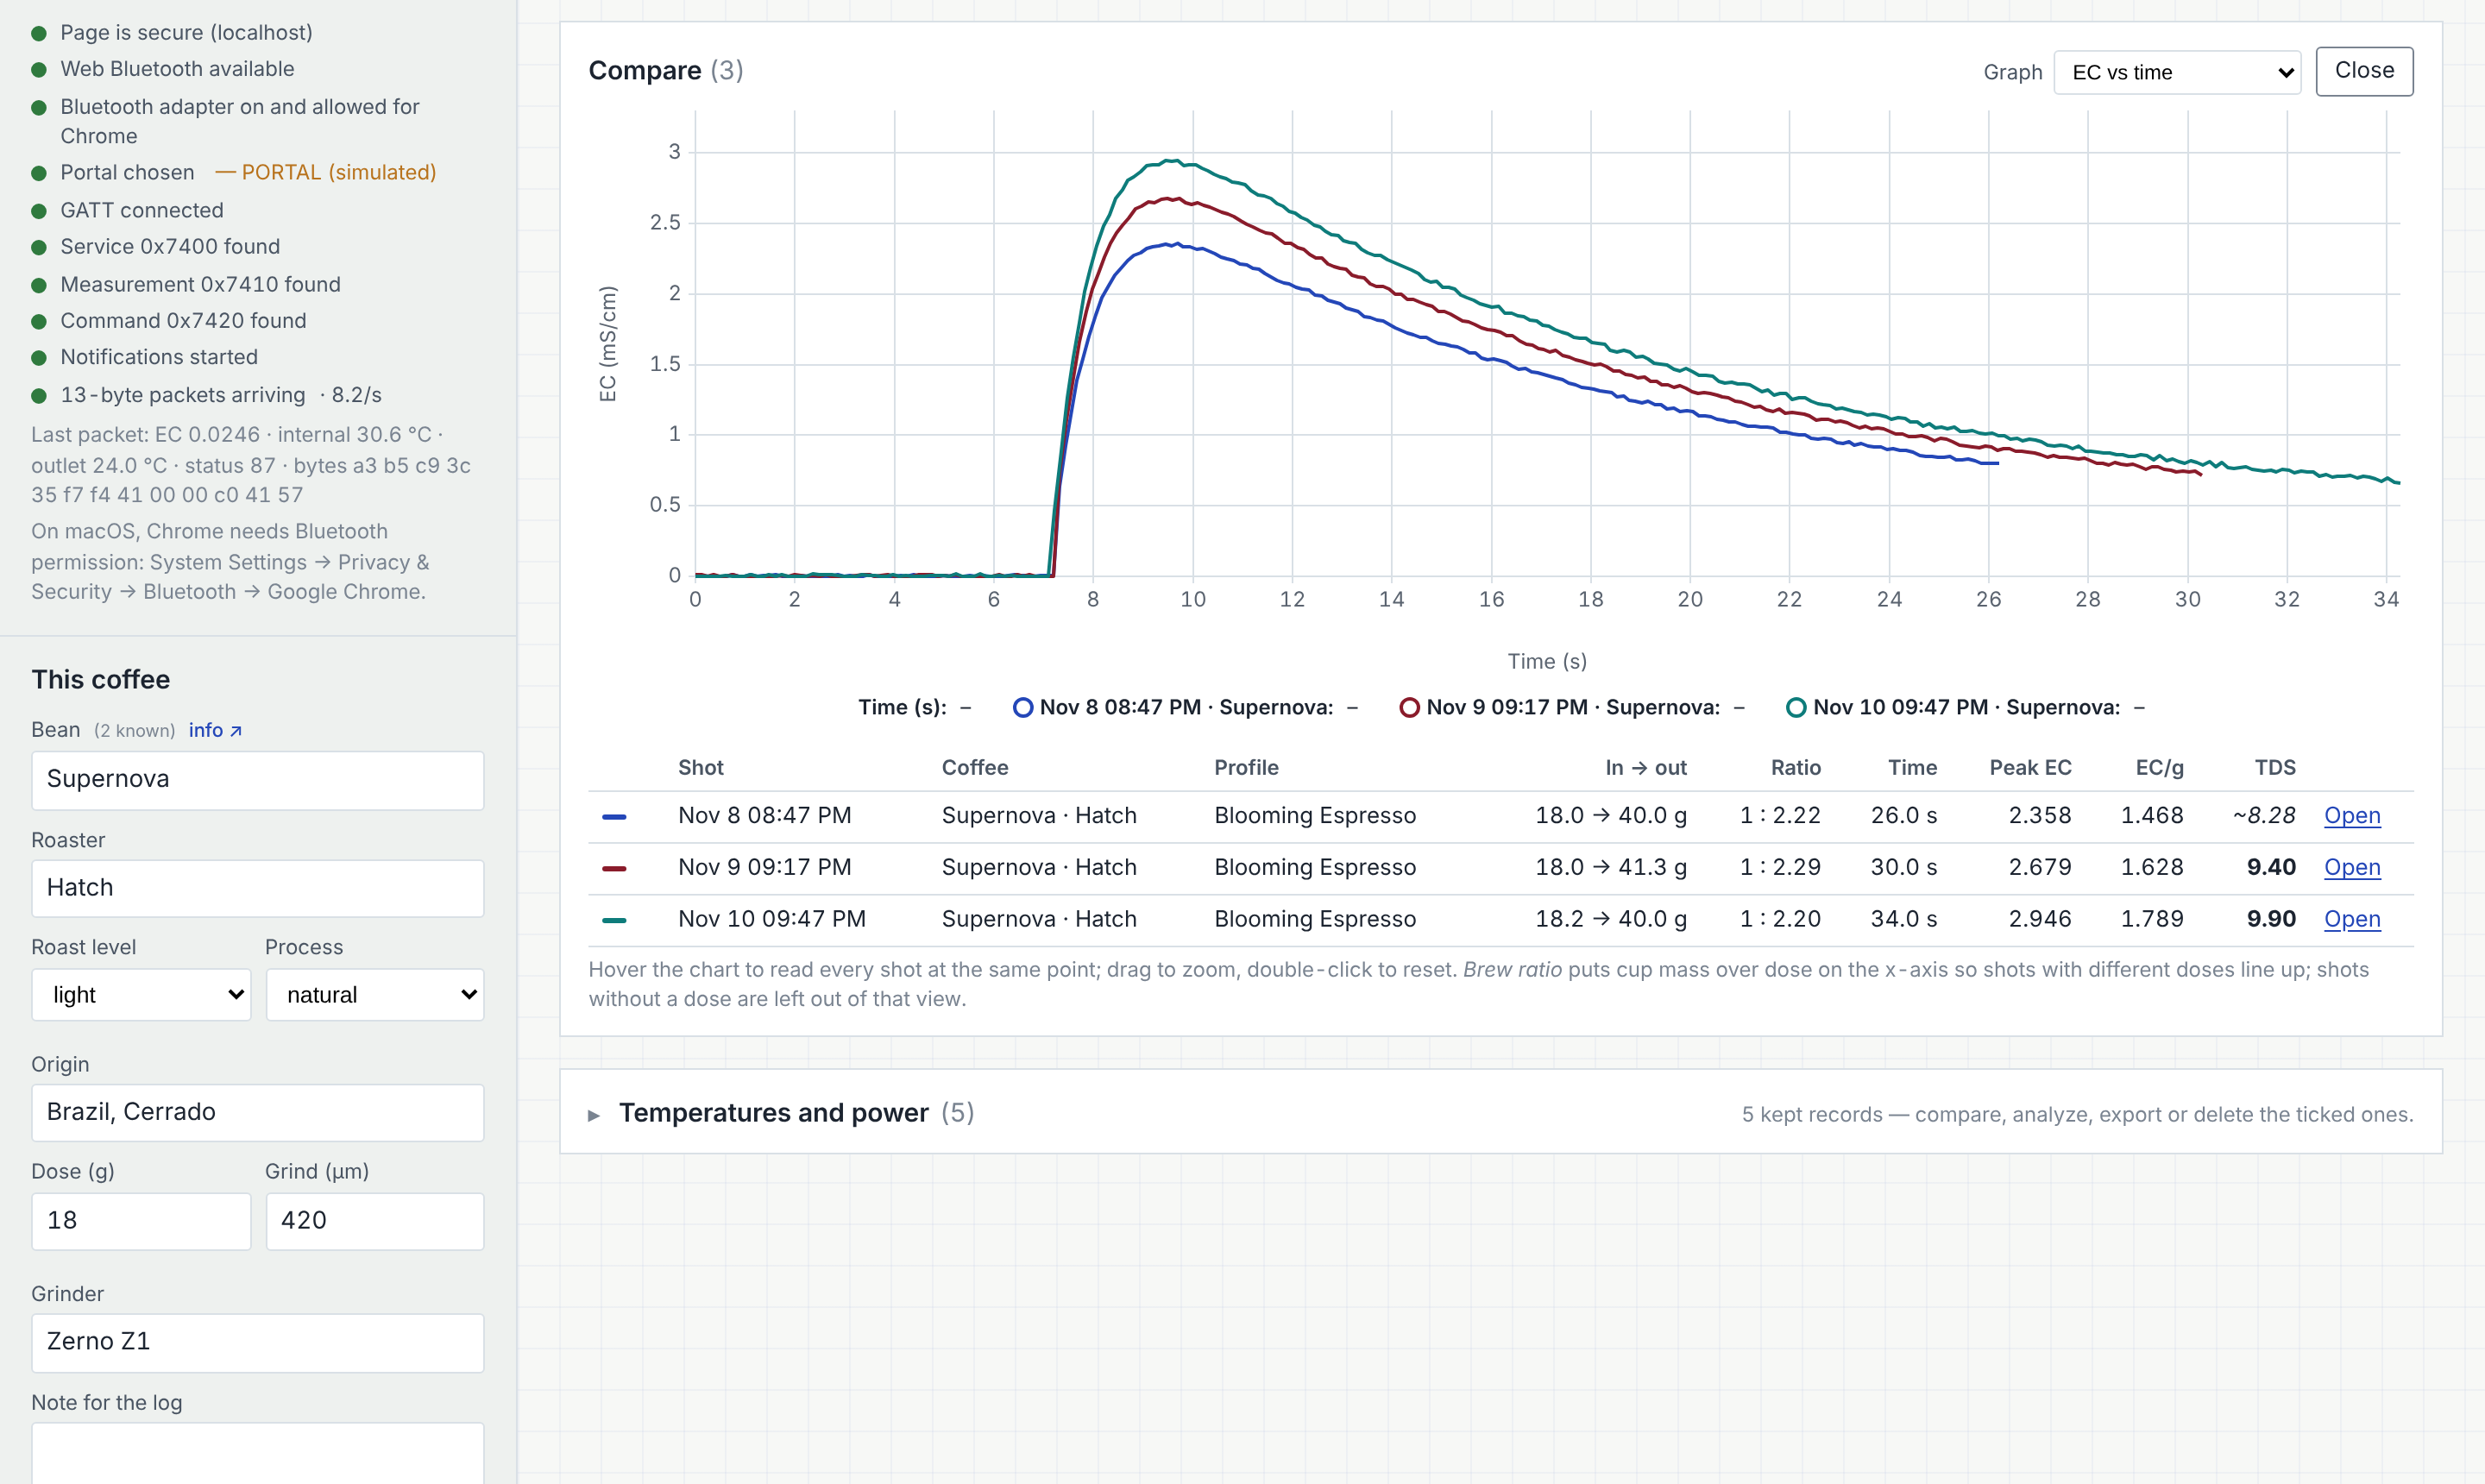 Page is secure (localhost)
Web Bluetooth available
Bluetooth adapter on and allowed for
Chrome
Portal chosen — PORTAL (simulated)
GATT connected
Service 0x7400 found
Measurement 0x7410 found
Command 0x7420 found
Notifications started
13-byte packets arriving · 8.2/s
Last packet: EC 0.0246 · internal 30.6 °C ·
outlet 24.0 °C · status 87 · bytes a3 b5 c9 3c
35 f7 f4 41 00 00 c0 41 57
On macOS, Chrome needs Bluetooth
permission: System Settings → Privacy &
Security → Bluetooth → Google Chrome.
This coffee
Bean (2 known) info ↗
Supernova
Roaster
Hatch
Roast level Process
light natural
Origin
Brazil, Cerrado
Dose (g) Grind (µm)
18 420
Grinder
Zerno Z1
Note for the log
Compare (3)
Graph EC vs time Close
EC (mS/cm)
3
2.5
2
1.5
1
0.5
0
0 2 4 6 8 10 12 14 16 18 20 22 24 26 28 30 32 34
Time (s)
Time (s): – Nov 8 08:47 PM · Supernova: – Nov 9 09:17 PM · Supernova: – Nov 10 09:47 PM · Supernova: –
Shot Coffee Profile In → out Ratio Time Peak EC EC/g TDS
Nov 8 08:47 PM Supernova · Hatch Blooming Espresso 18.0 → 40.0 g 1 : 2.22 26.0 s 2.358 1.468 ~8.28 Open
Nov 9 09:17 PM Supernova · Hatch Blooming Espresso 18.0 → 41.3 g 1 : 2.29 30.0 s 2.679 1.628 9.40 Open
Nov 10 09:47 PM Supernova · Hatch Blooming Espresso 18.2 → 40.0 g 1 : 2.20 34.0 s 2.946 1.789 9.90 Open
Hover the chart to read every shot at the same point; drag to zoom, double-click to reset. Brew ratio puts cup mass over dose on the x-axis so shots with different doses line up; shots
without a dose are left out of that view.
▸ Temperatures and power (5)
5 kept records — compare, analyze, export or delete the ticked ones.